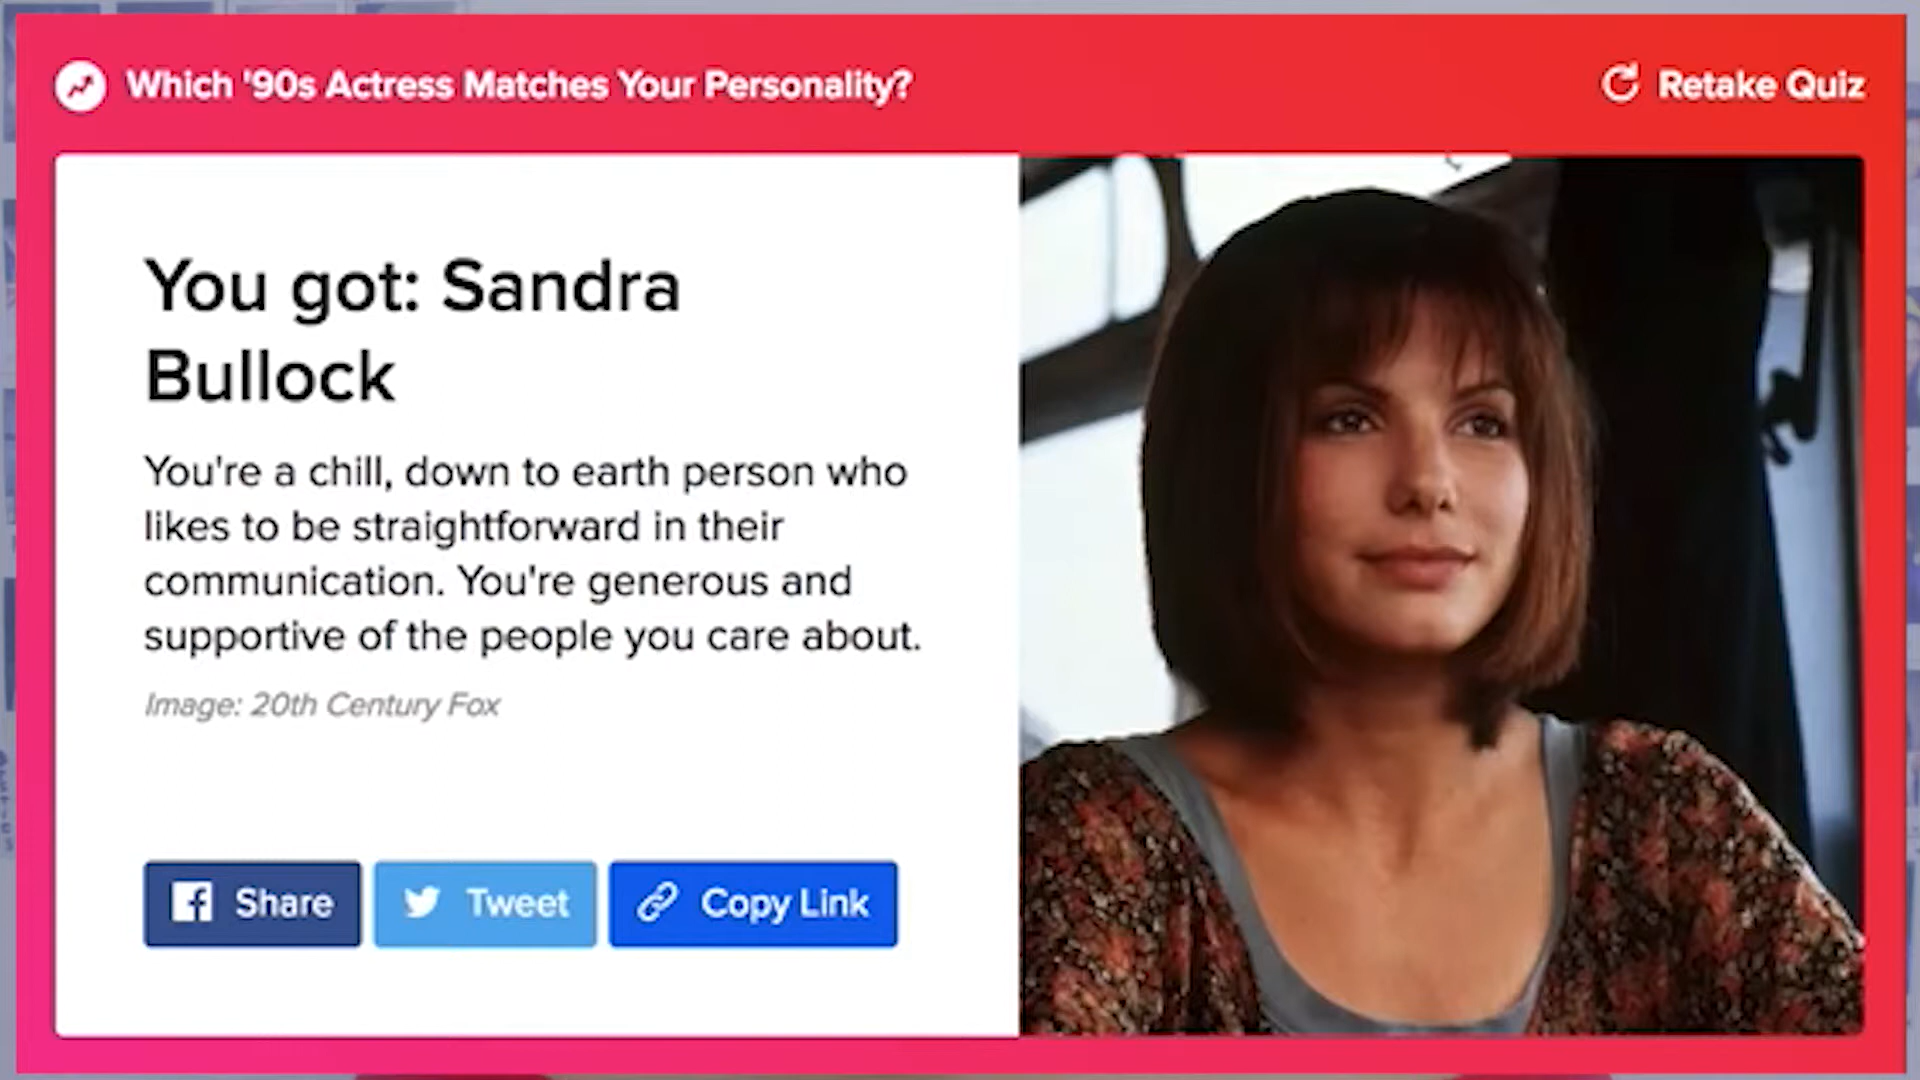 Which '90s Actress Matches Your Personality?
Retake Quiz
You got: Sandra
Bullock
You're a chill, down to earth person who
likes to be straightforward in their
communication. You're generous and
supportive of the people you care about.
Image: 20th Century Fox
Share
Tweet
Copy Link